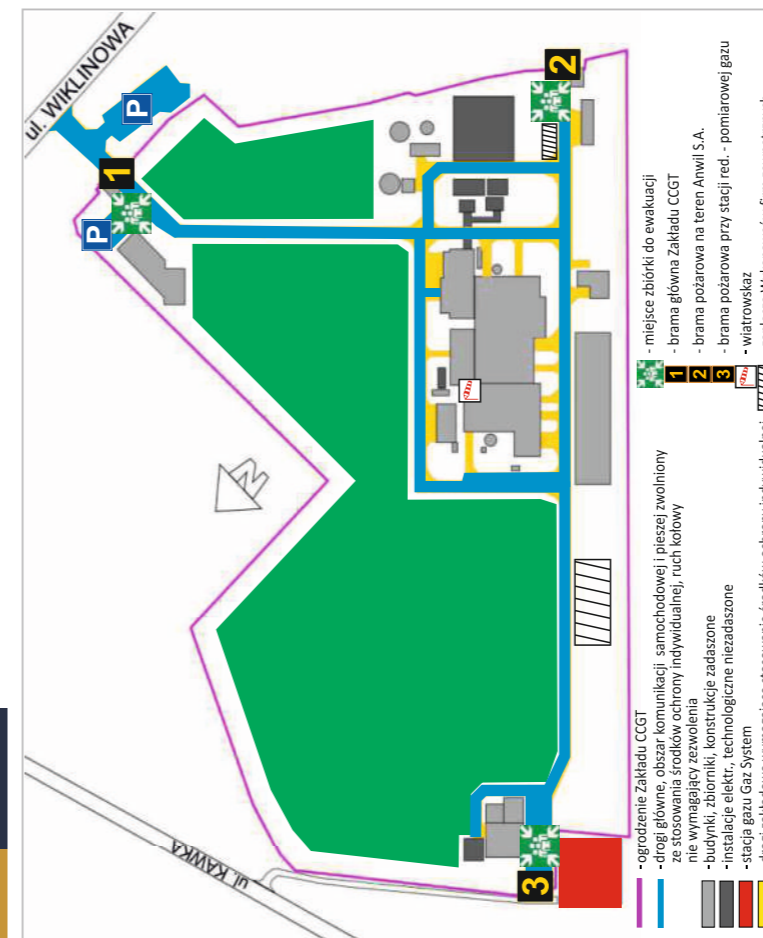 ul. WIKLINOWA
P
1
P
2
N
ul. KAWKA
3
- ogrodzenie Zakładu CCGT
- drogi główne, obszar komunikacji samochodowej i pieszej zwolniony
ze stosowania środków ochrony indywidualnej, ruch kołowy
nie wymagający zezwolenia
- budynki, zbiorniki, konstrukcje zadaszone
- instalacje elektr., technologiczne niezadaszone
- stacja gazu Gaz System
- miejsce zbiórki do ewakuacji
1 - brama główna Zakładu CCGT
2 - brama pożarowa na teren Anwil S.A.
3 - brama pożarowa przy stacji red. - pomiarowej gazu
- wiatrowskaz